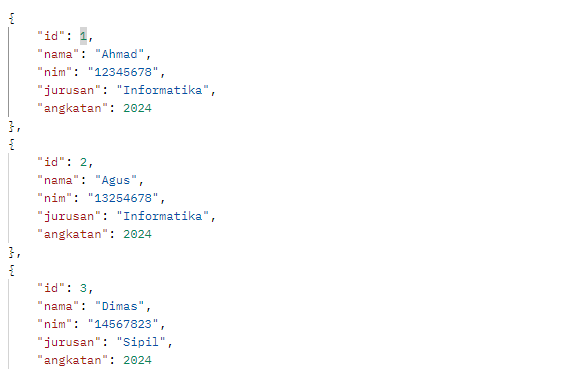 {
"id": 1,
"nama": "Ahmad",
"nim": "12345678",
"jurusan": "Informatika",
"angkatan": 2024
},
{
"id": 2,
"nama": "Agus",
"nim": "13254678",
"jurusan": "Informatika",
"angkatan": 2024
},
{
"id": 3,
"nama": "Dimas",
"nim": "14567823",
"jurusan": "Sipil",
"angkatan": 2024